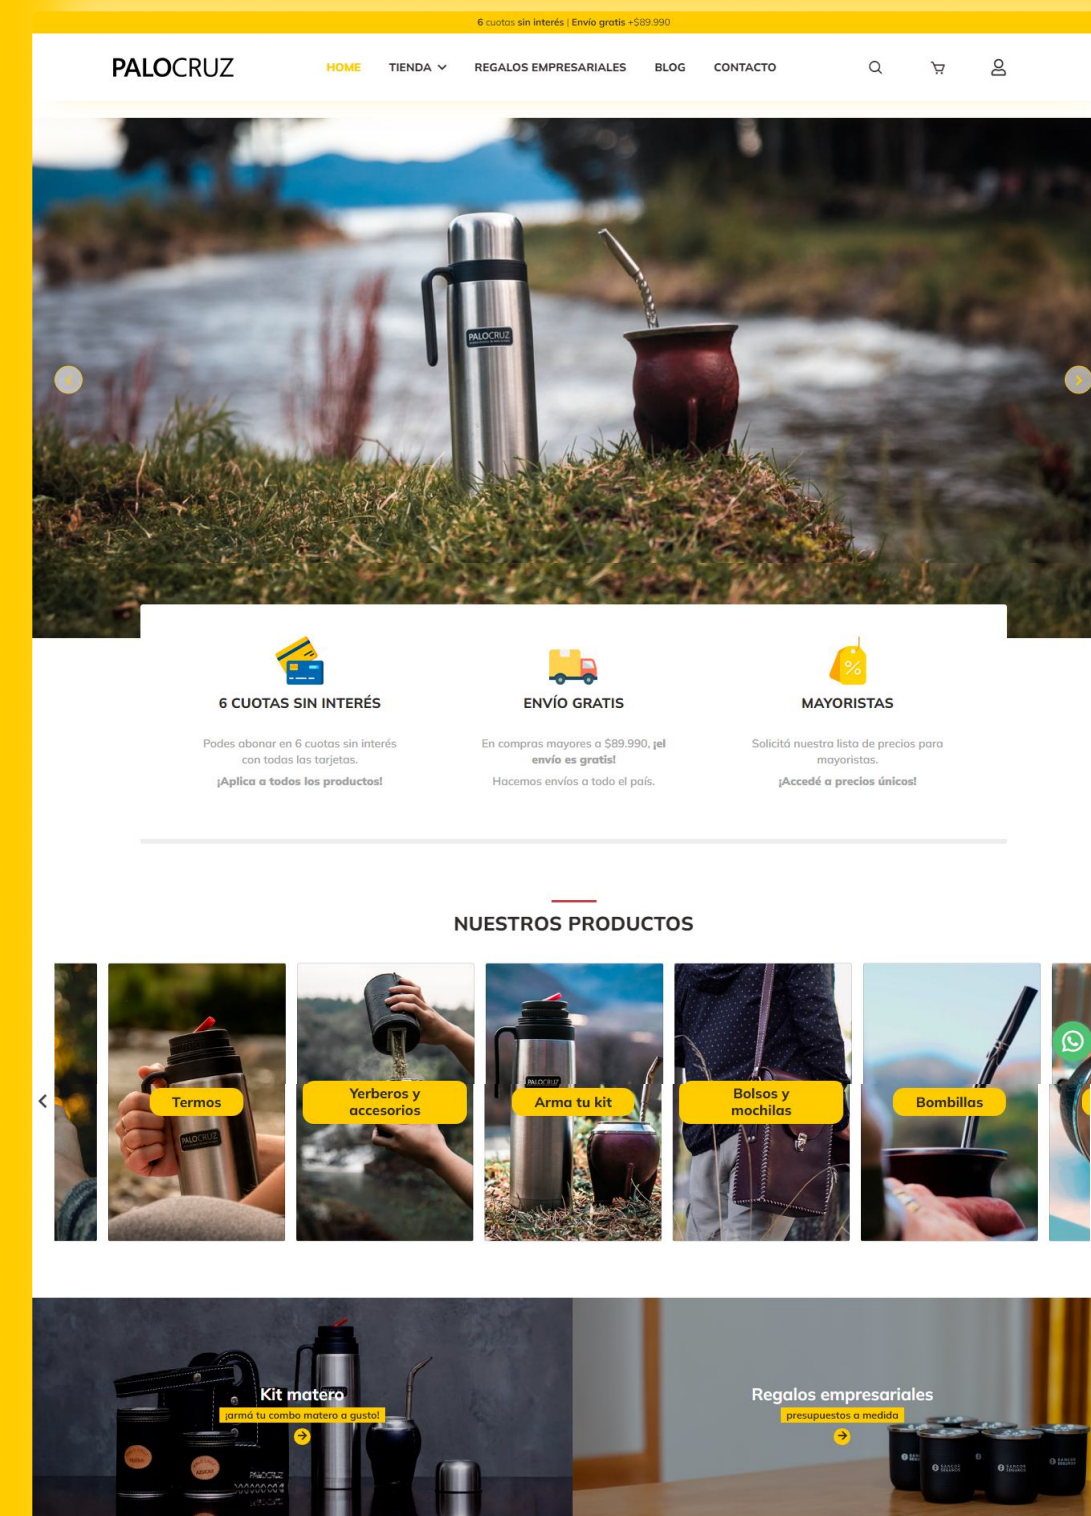 6 cuotas sin interés | Envío gratis +$89.990
PALOCRUZ
HOME
TIENDA
REGALOS EMPRESARIALES
BLOG
CONTACTO
PALOCRUZ
6 CUOTAS SIN INTERÉS
Podes abonar en 6 cuotas sin interés
con todas las tarjetas.
¡Aplica a todos los productos!
ENVÍO GRATIS
En compras mayores a $89.990, ¡el
envío es gratis!
Hacemos envíos a todo el país.
MAYORISTAS
Solicitá nuestra lista de precios para
mayoristas.
¡Accedé a precios únicos!
NUESTROS PRODUCTOS
Termos
PALOCRUZ
Yerberos y
accesorios
PALOCRUZ
Arma tu kit
Bolsos y
mochilas
Bombillas
Kit matero
¡armá tu combo matero a gusto!
PALOCRUZ
Regalos empresariales
presupuestos a medida